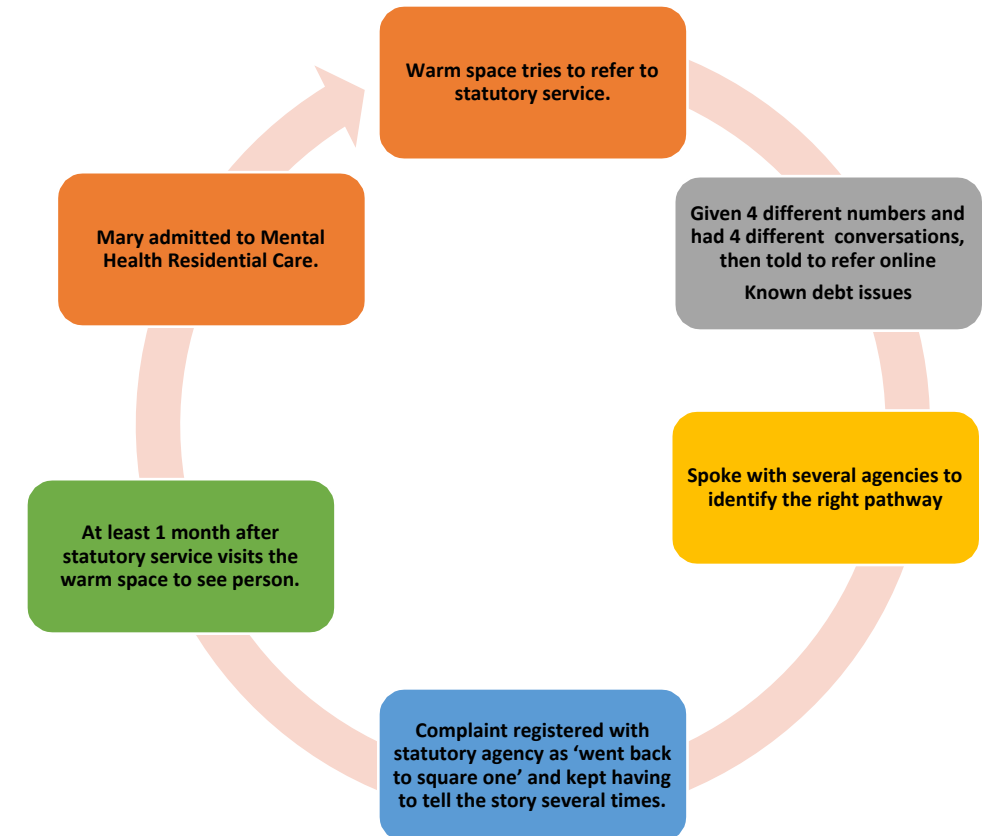 Warm space tries to refer to
statutory service.
Given 4 different numbers and
had 4 different conversations,
then told to refer online
Known debt issues
Spoke with several agencies to
identify the right pathway
Complaint registered with
statutory agency as ‘went back
to square one’ and kept having
to tell the story several times.
At least 1 month after
statutory service visits the
warm space to see person.
Mary admitted to Mental
Health Residential Care.